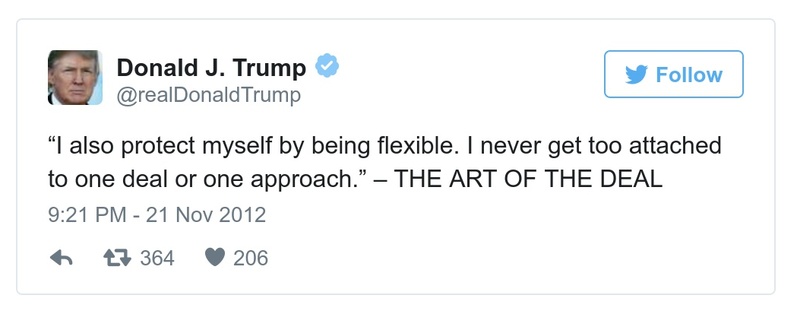 Donald J. Trump
@realDonaldTrump
Follow
“I also protect myself by being flexible. I never get too attached
to one deal or one approach.” – THE ART OF THE DEAL
9:21 PM - 21 Nov 2012
364 206